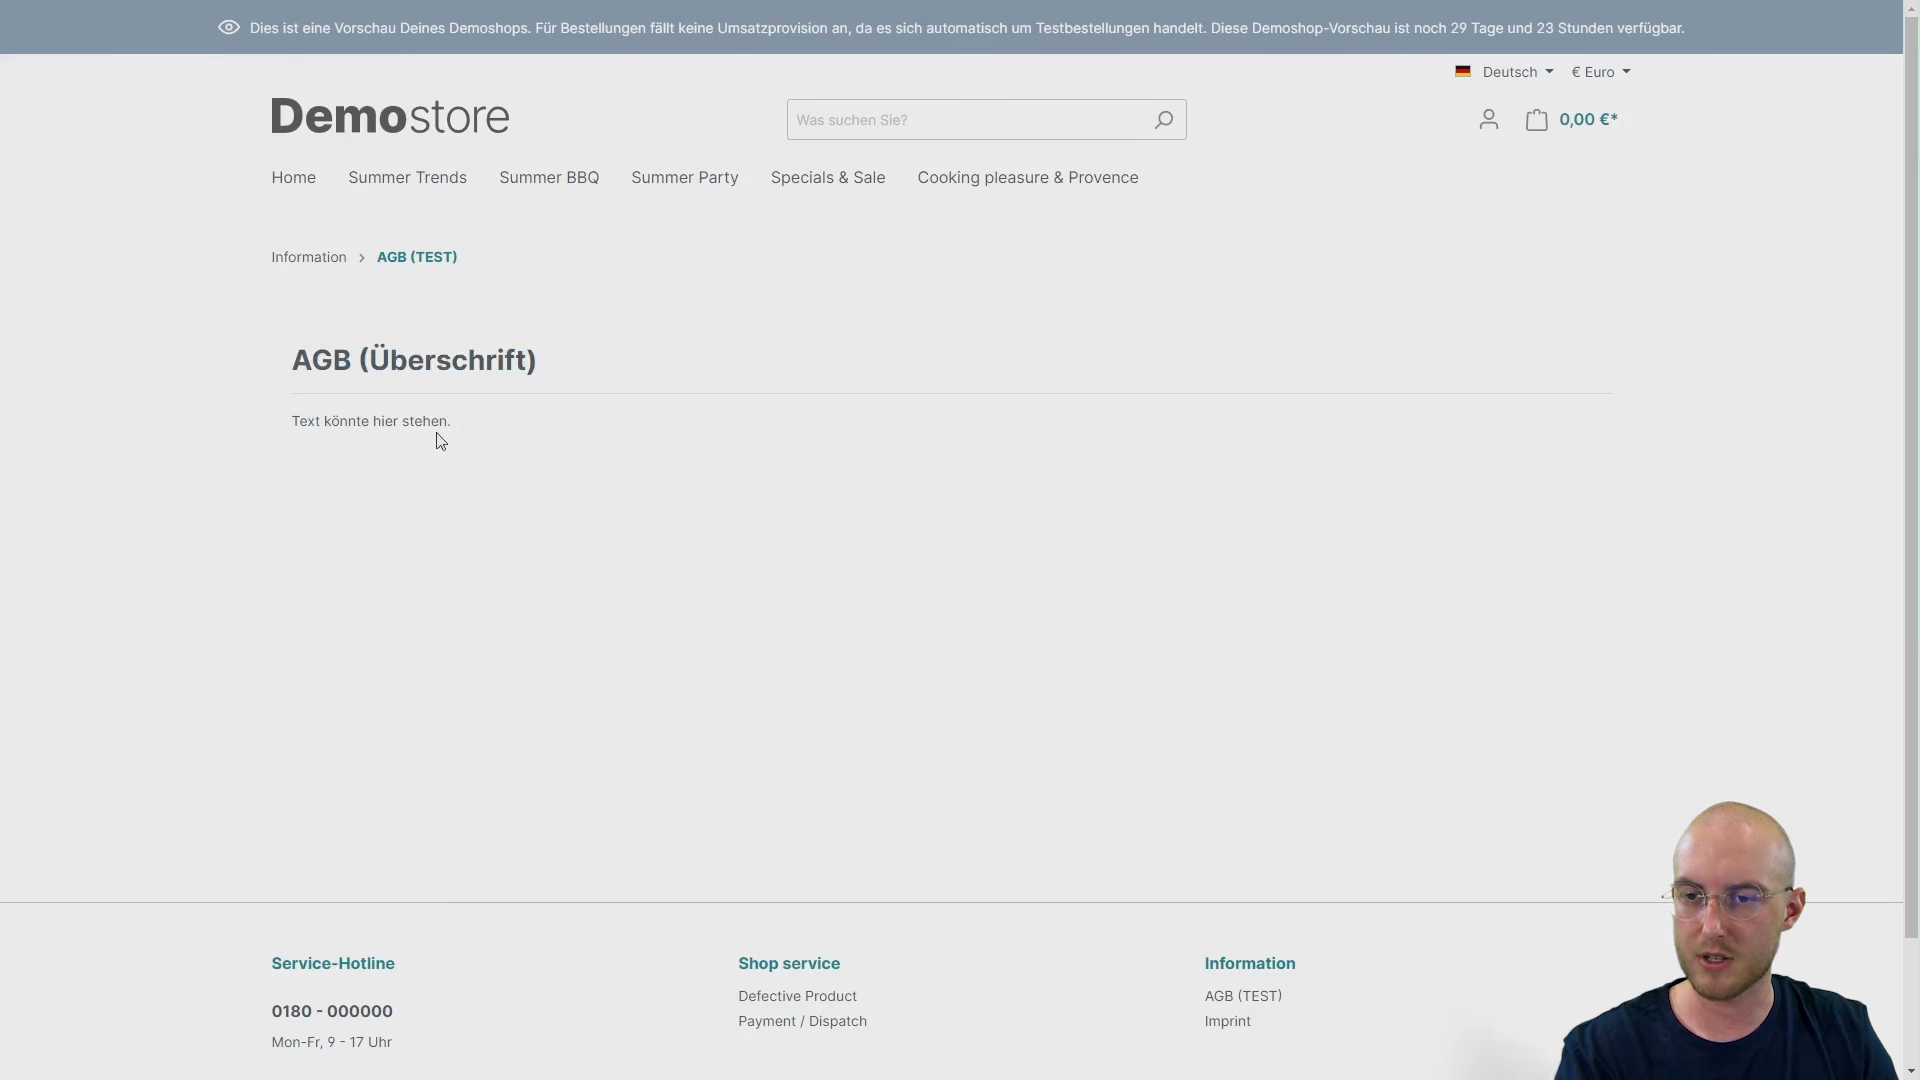 Dies ist eine Vorschau Deines Demoshops. Für Bestellungen fällt keine Umsatzprovision an, da es sich automatisch um Testbestellungen handelt. Diese Demoshop-Vorschau ist noch 29 Tage und 23 Stunden verfügbar.
Deutsch € Euro
Demostore
Was suchen Sie?
0,00 €*
Home Summer Trends Summer BBQ Summer Party Specials & Sale Cooking pleasure & Provence
Information > AGB (TEST)
AGB (Überschrift)
Text könnte hier stehen.
Service-Hotline
0180 - 000000
Mon-Fr, 9 - 17 Uhr
Shop service
Defective Product
Payment / Dispatch
Information
AGB (TEST)
Imprint